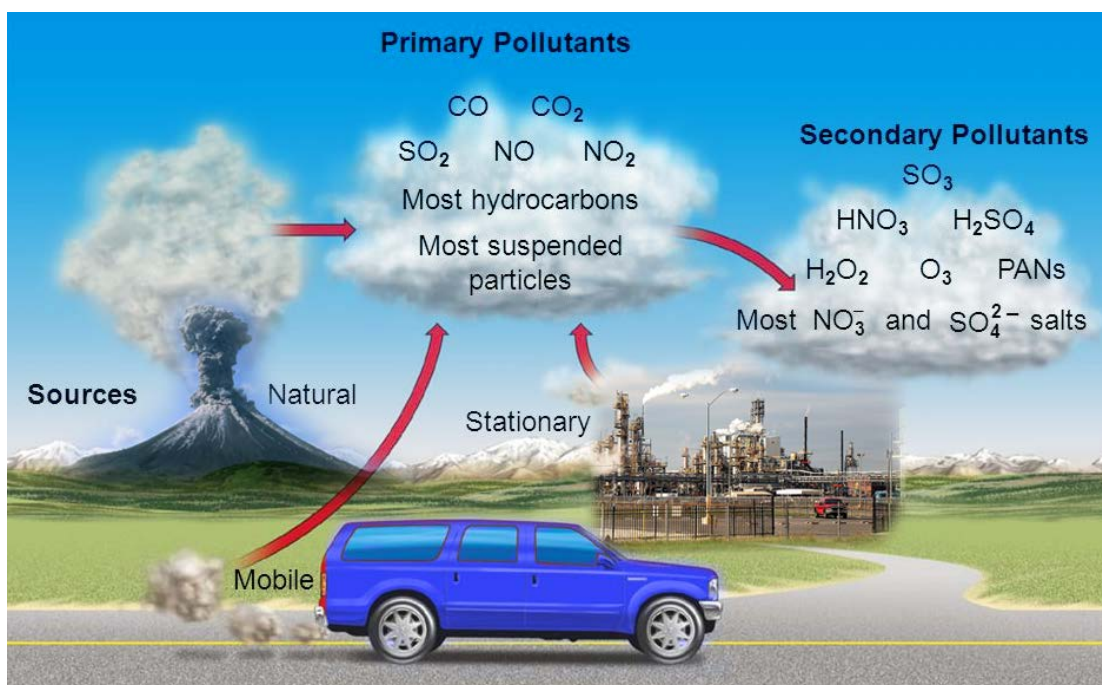 Primary Pollutants
CO CO₂
SO₂ NO NO₂
Most hydrocarbons
Most suspended
particles
Secondary Pollutants
SO₃
HNO₃ H₂SO₄
H₂O₂ O₃ PANs
Most NO₃⁻ and SO₄²⁻ salts
Sources
Natural
Stationary
Mobile